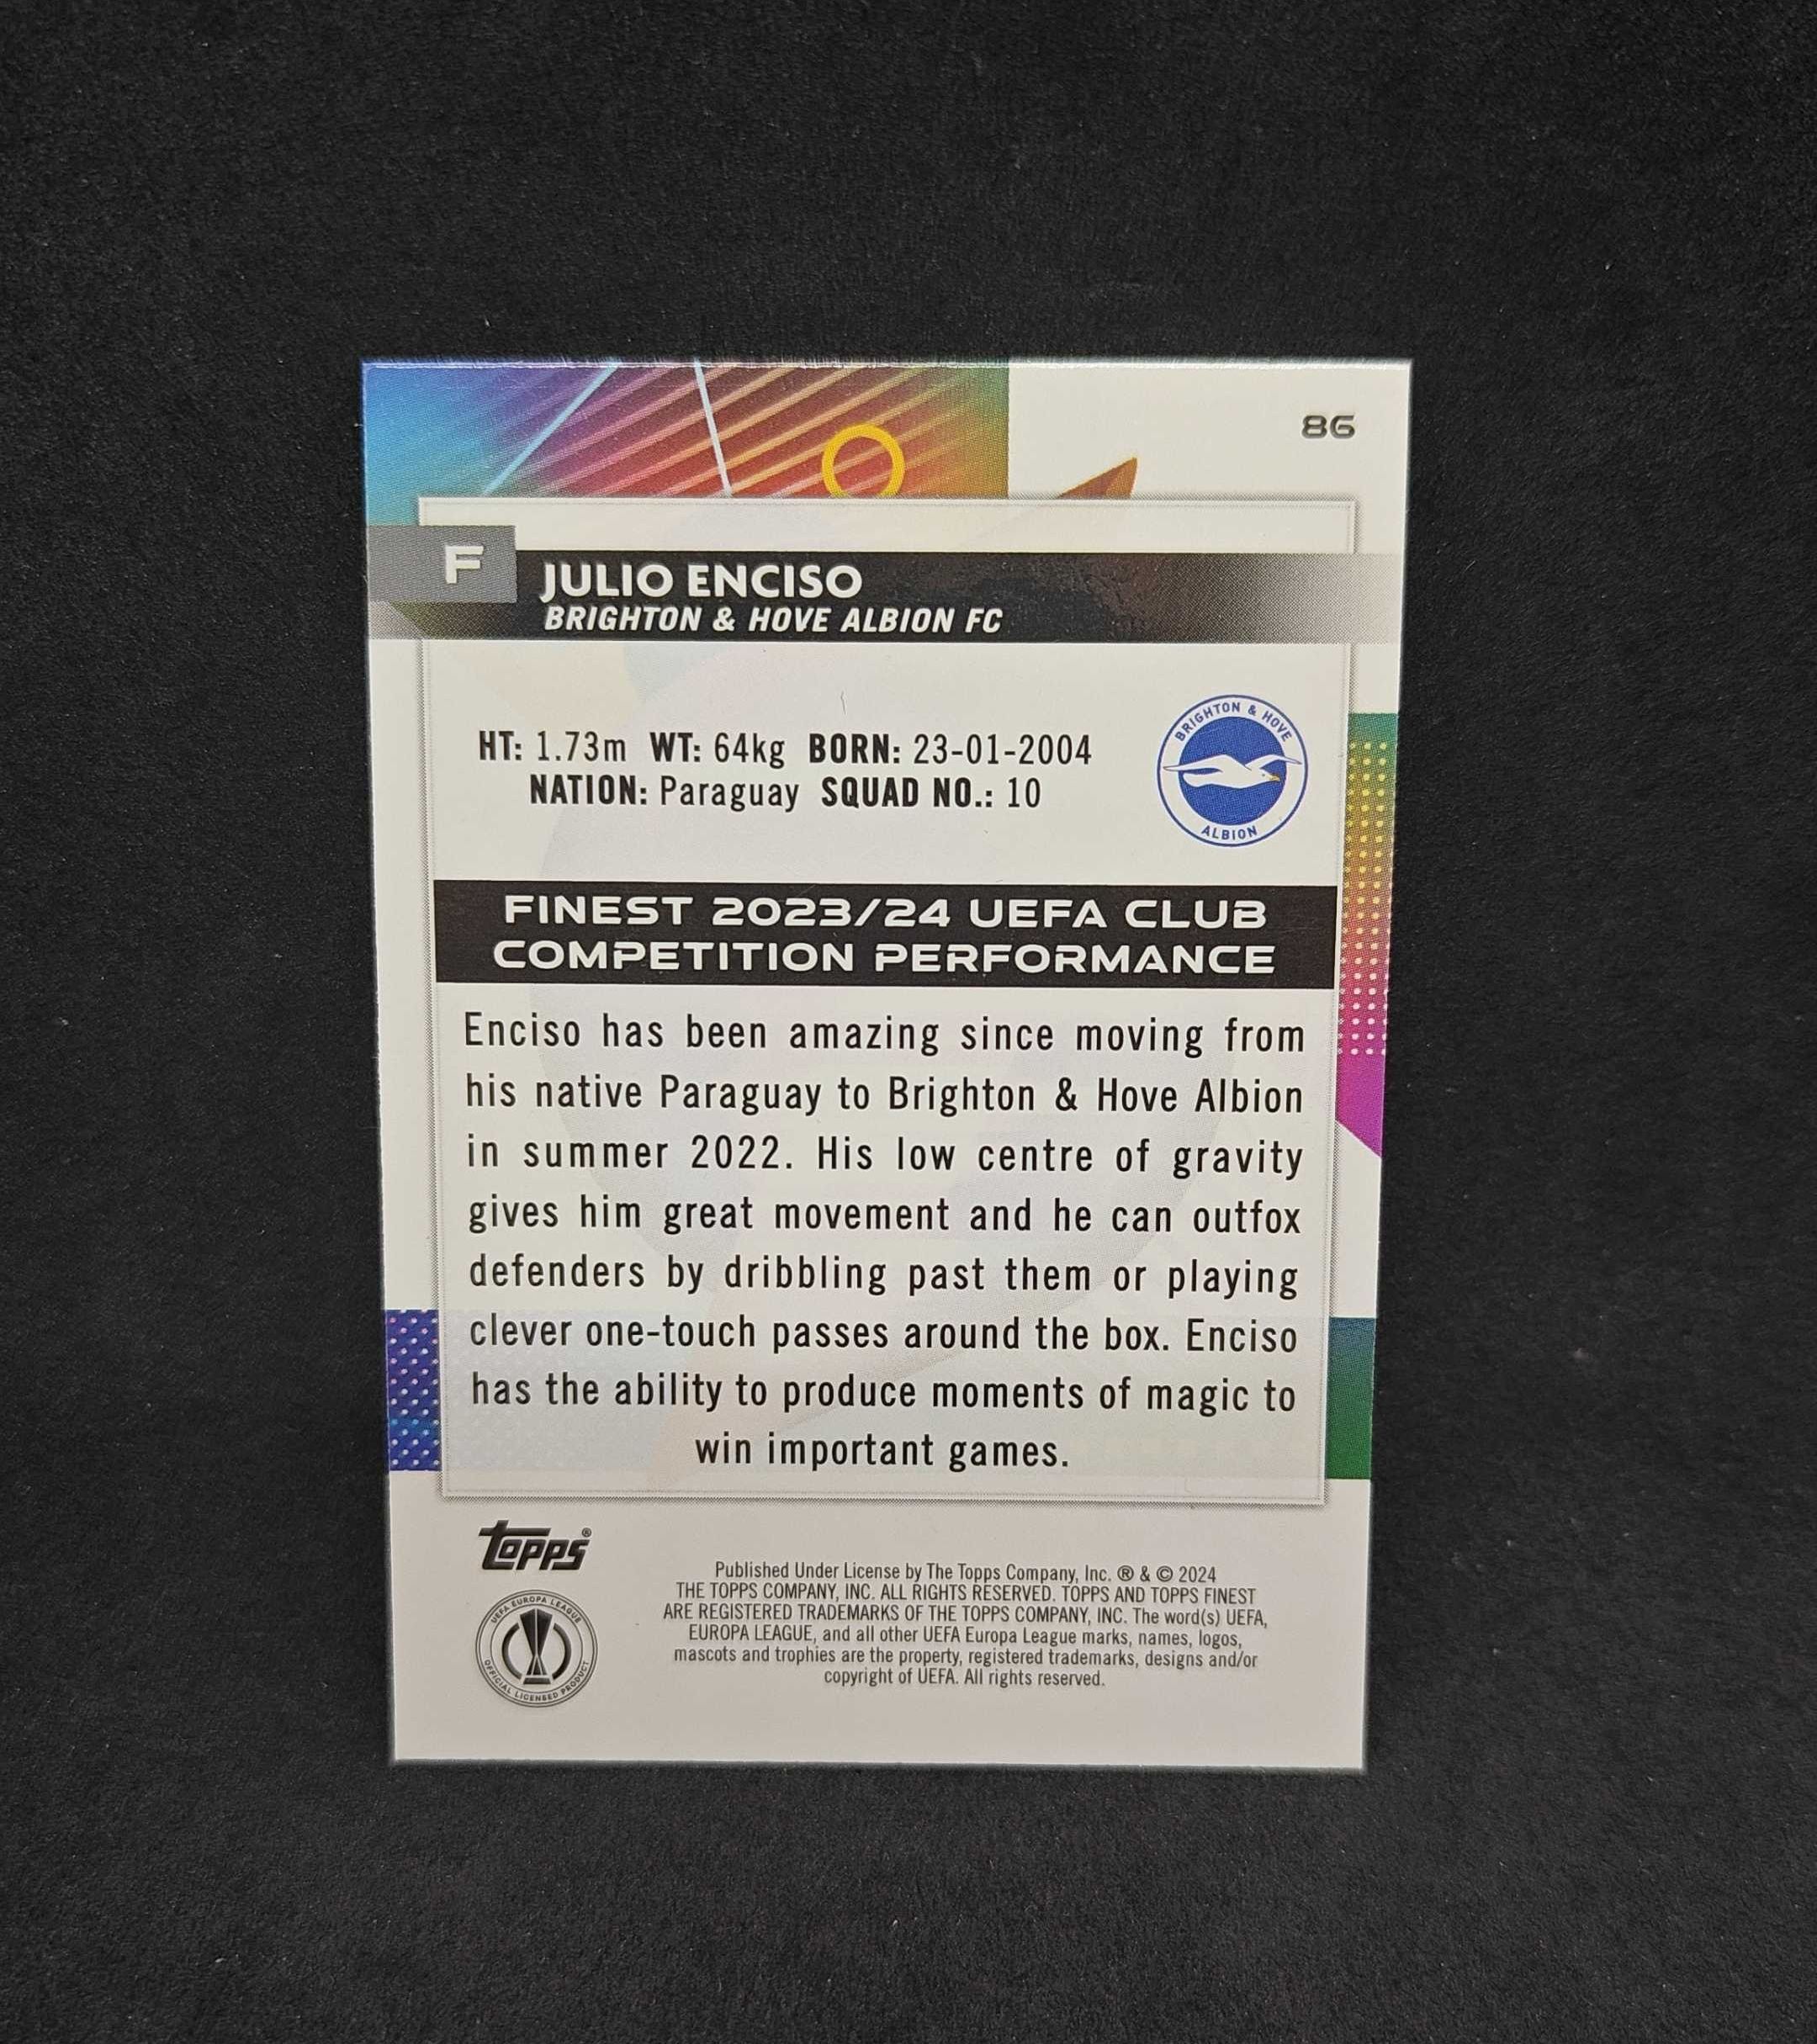 86
F
JULIO ENCISO
BRIGHTON & HOVE ALBION FC
HT: 1.73m WT: 64kg BORN: 23-01-2004
NATION: Paraguay SQUAD NO.: 10
BRIGHTON & HOVE
ALBION
FINEST 2023/24 UEFA CLUB
COMPETITION PERFORMANCE
Enciso has been amazing since moving from
his native Paraguay to Brighton & Hove Albion
in summer 2022. His low centre of gravity
gives him great movement and he can outfox
defenders by dribbling past them or playing
clever one-touch passes around the box. Enciso
has the ability to produce moments of magic to
win important games.
Topps®
UEFA EUROPA LEAGUE
OFFICIAL LICENSED PRODUCT
Published Under License by The Topps Company, Inc. ® & © 2024
THE TOPPS COMPANY, INC. ALL RIGHTS RESERVED. TOPPS AND TOPPS FINEST
ARE REGISTERED TRADEMARKS OF THE TOPPS COMPANY, INC. The word(s) UEFA,
EUROPA LEAGUE, and all other UEFA Europa League marks, names, logos,
mascots and trophies are the property, registered trademarks, designs and/or
copyright of UEFA. All rights reserved.